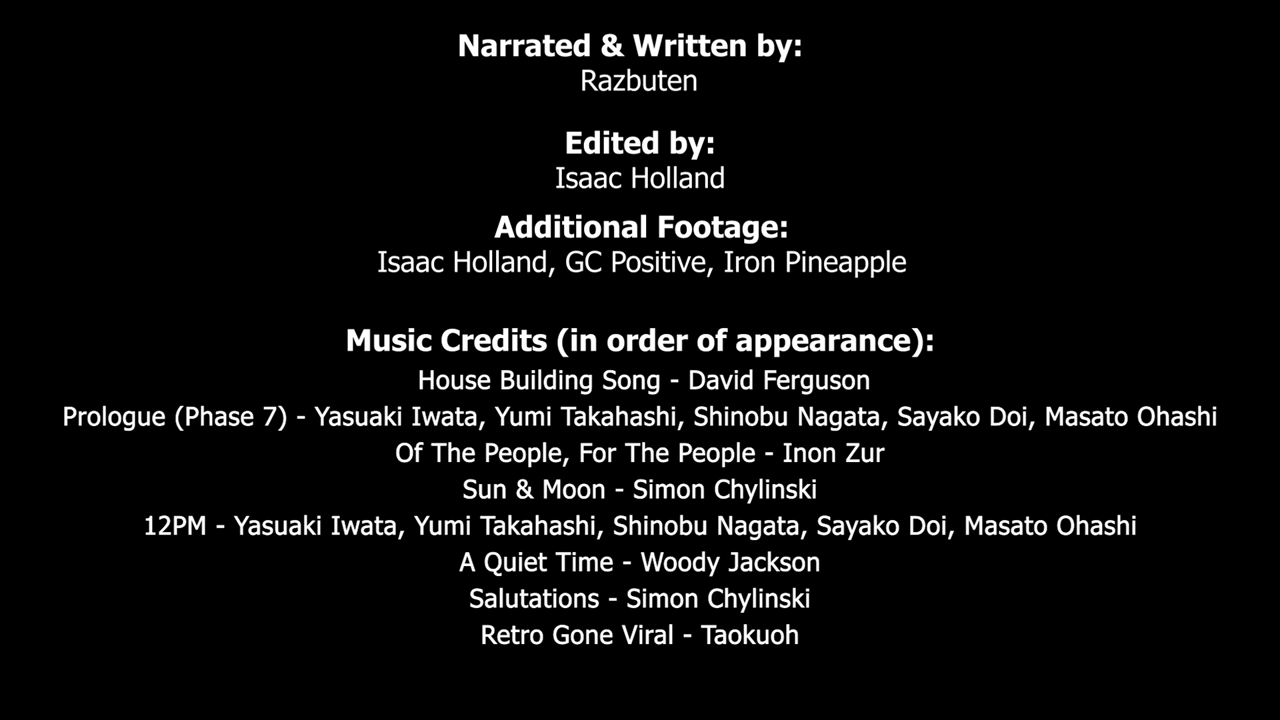 Narrated & Written by:
Razbuten
Edited by:
Isaac Holland
Additional Footage:
Isaac Holland, GC Positive, Iron Pineapple
Music Credits (in order of appearance):
House Building Song - David Ferguson
Prologue (Phase 7) - Yasuaki Iwata, Yumi Takahashi, Shinobu Nagata, Sayako Doi, Masato Ohashi
Of The People, For The People - Inon Zur
Sun & Moon - Simon Chylinski
12PM - Yasuaki Iwata, Yumi Takahashi, Shinobu Nagata, Sayako Doi, Masato Ohashi
A Quiet Time - Woody Jackson
Salutations - Simon Chylinski
Retro Gone Viral - Taokuoh